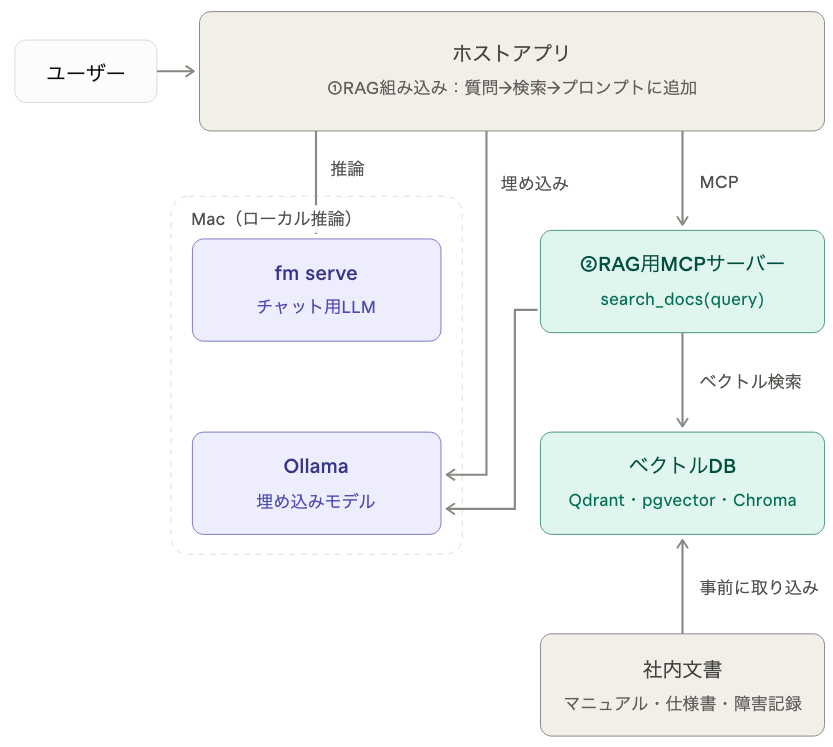 ホストアプリ
ユーザー
①RAG組み込み：質問→検索→プロンプトに追加
推論
埋め込み
MCP
Mac（ローカル推論）
fm serve
チャット用LLM
②RAG用MCPサーバー
search_docs(query)
ベクトル検索
Ollama
埋め込みモデル
ベクトルDB
Qdrant・pgvector・Chroma
事前に取り込み
社内文書
マニュアル・仕様書・障害記録